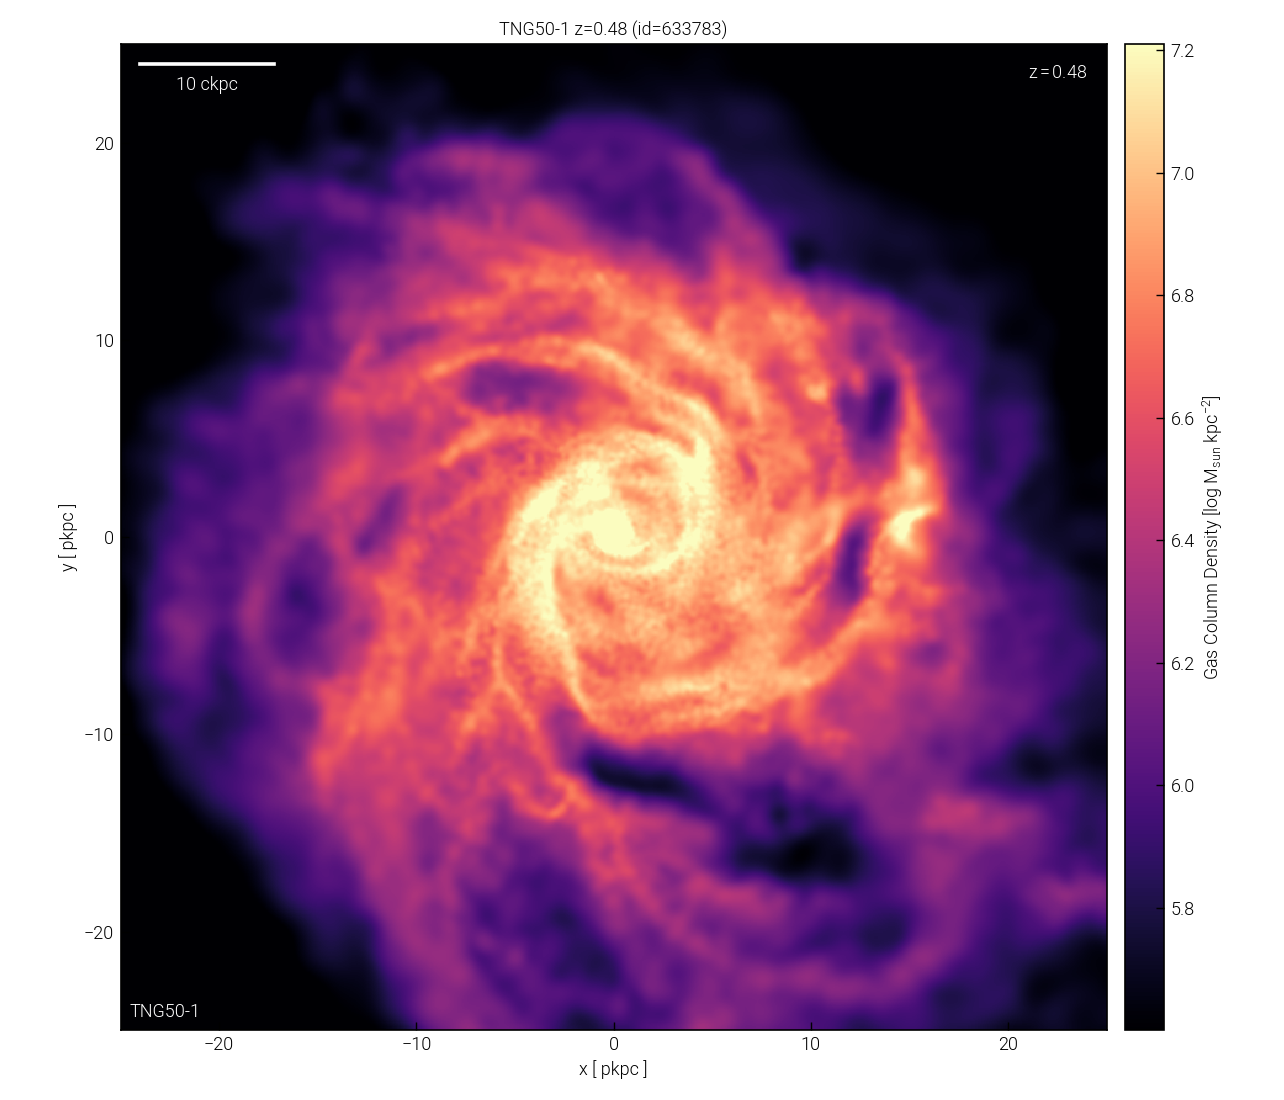 TNG50-1 z=0.48 (id=633783)
10 ckpc
z=0.48
TNG50-1
20
10
0
−10
−20
y [ pkpc ]
−20
−10
0
10
20
x [ pkpc ]
7.2
7.0
6.8
6.6
6.4
6.2
6.0
5.8
Gas Column Density [log Msun kpc−2]